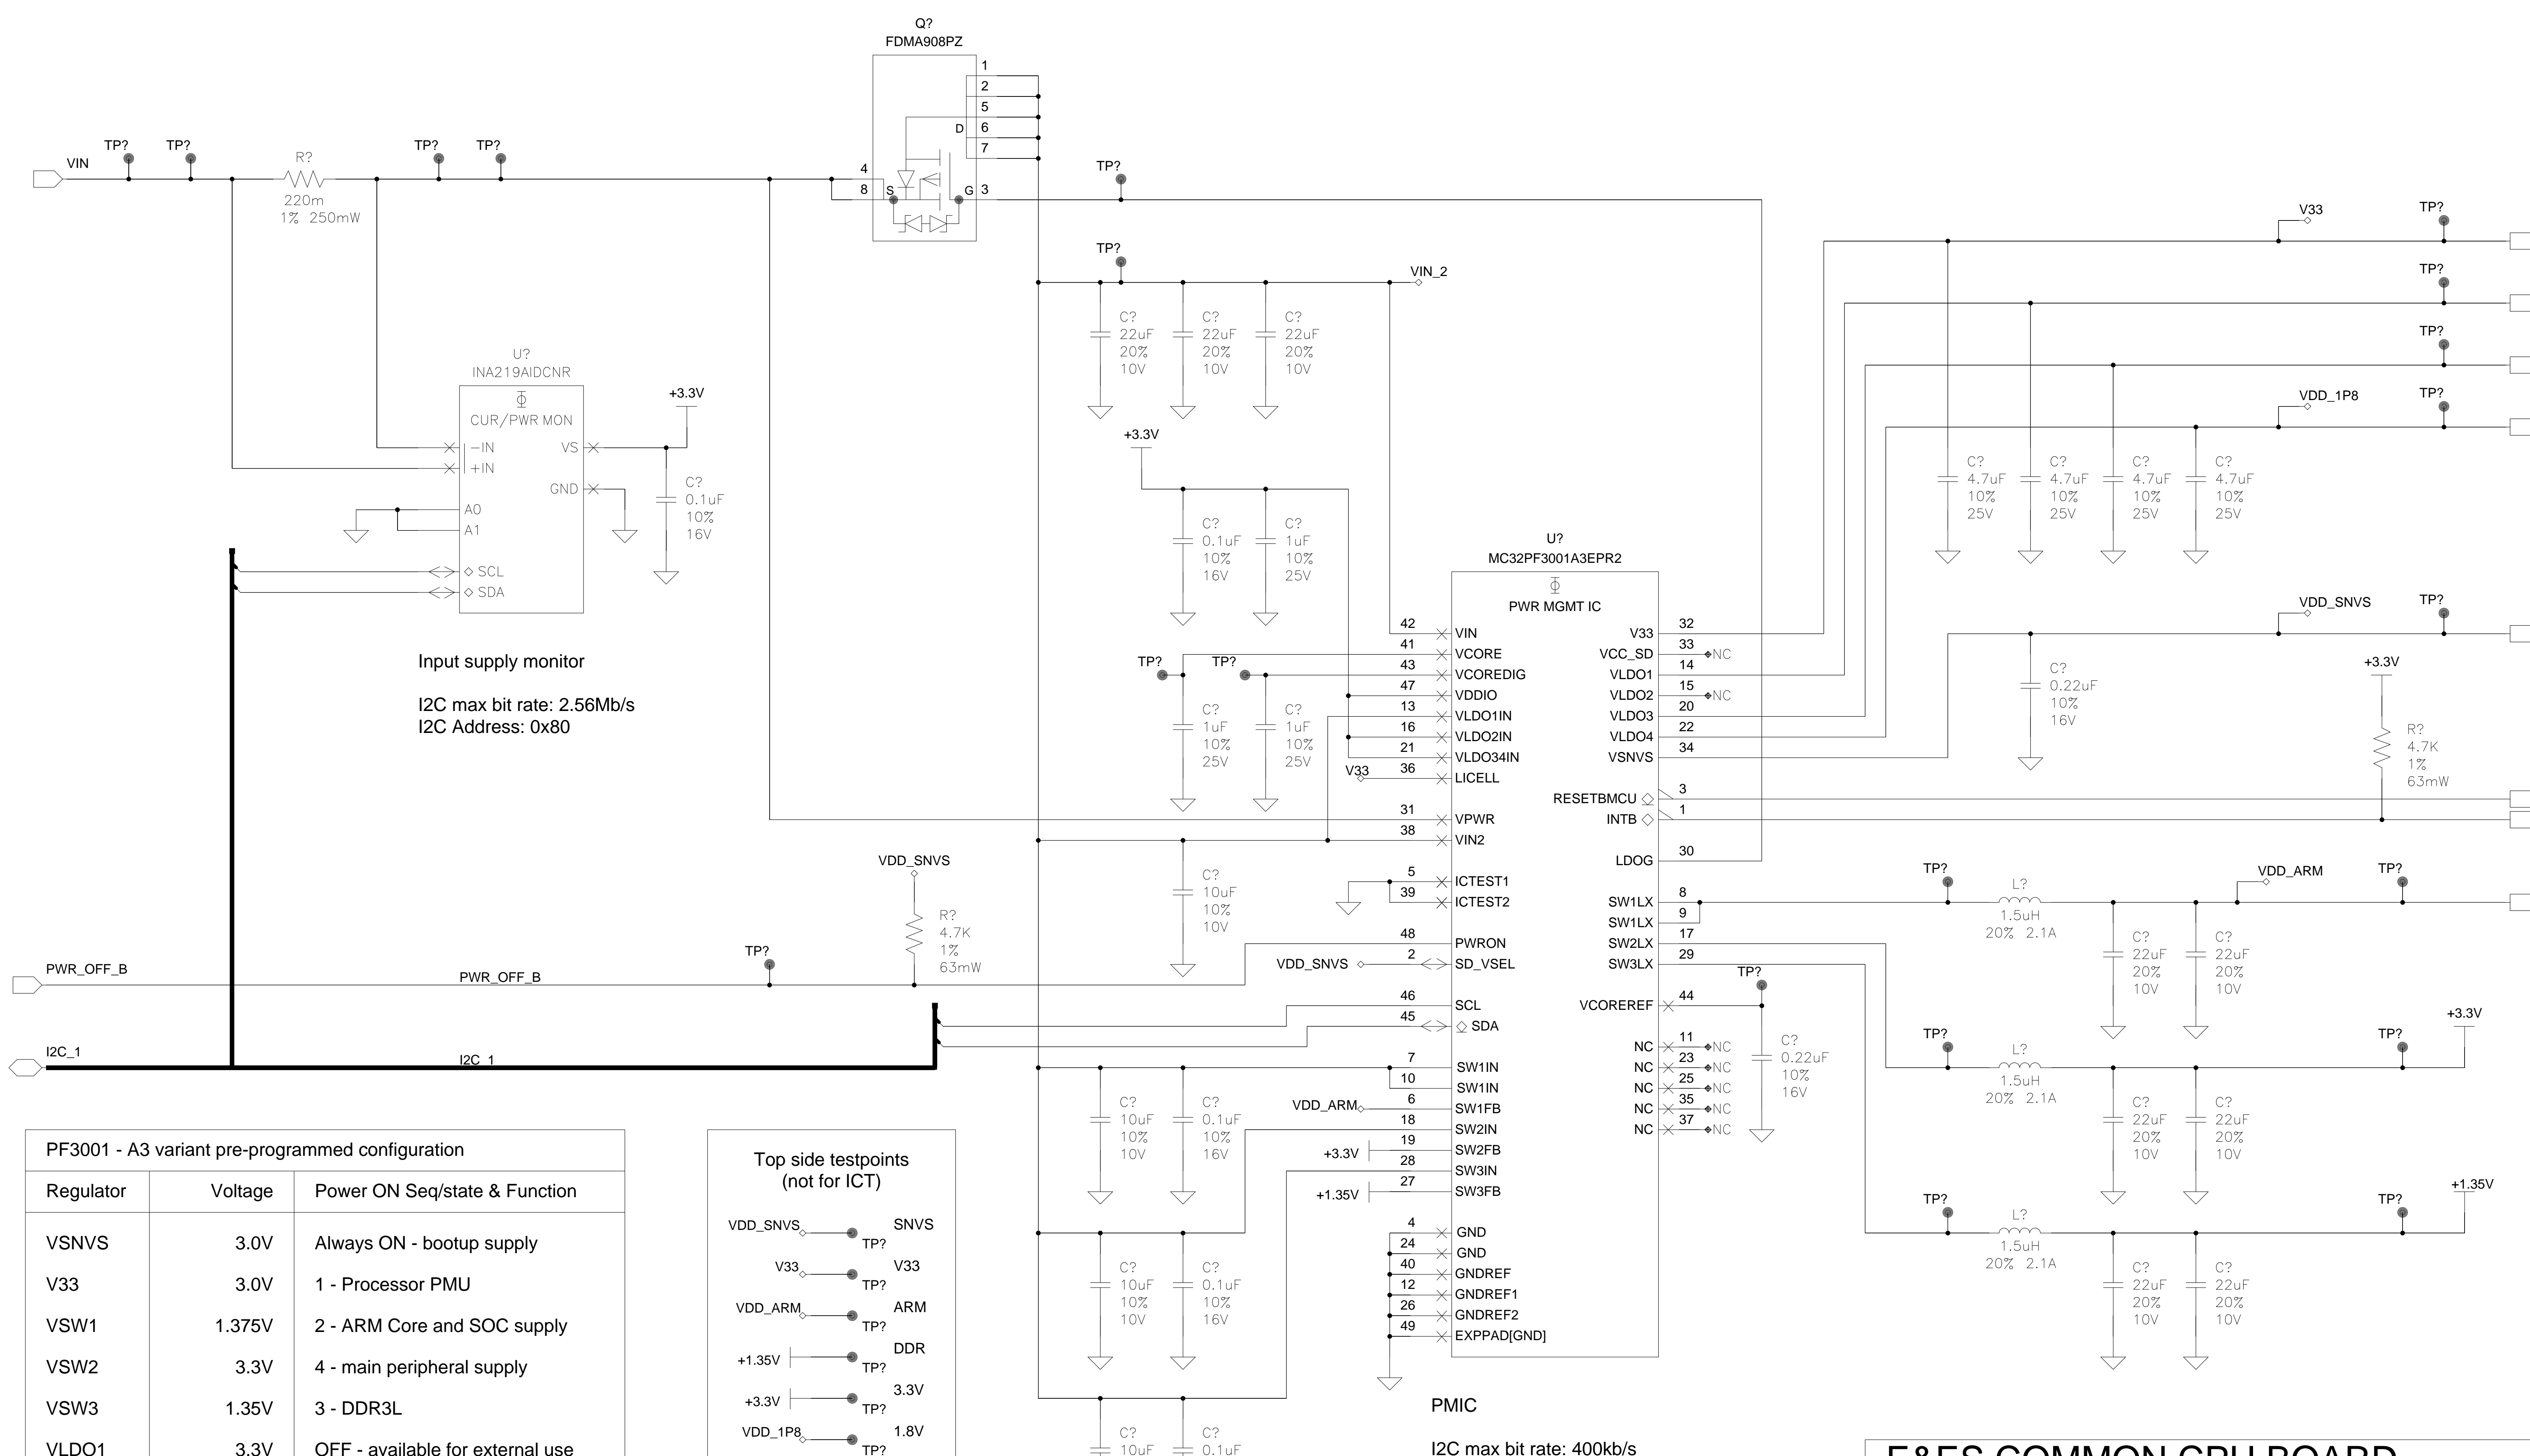 Q?
FDMA908PZ
1
2
5
6
7
D
4
8
S
G
3
VIN
TP?
TP?
R?
220m
1% 250mW
TP?
TP?
TP?
TP?
VIN_2
C?
22uF
20%
10V
C?
22uF
20%
10V
C?
22uF
20%
10V
V33
TP?
TP?
TP?
VDD_1P8
TP?
C?
4.7uF
10%
25V
C?
4.7uF
10%
25V
C?
4.7uF
10%
25V
C?
4.7uF
10%
25V
U?
INA219AIDCNR
CUR/PWR MON
-IN
+IN
A0
A1
SCL
SDA
VS
GND
+3.3V
C?
0.1uF
10%
16V
Input supply monitor
I2C max bit rate: 2.56Mb/s
I2C Address: 0x80
+3.3V
C?
0.1uF
10%
16V
C?
1uF
10%
25V
TP?
TP?
C?
1uF
10%
25V
C?
1uF
10%
25V
V33
C?
10uF
10%
10V
U?
MC32PF3001A3EPR2
PWR MGMT IC
42 VIN
41 VCORE
43 VCOREDIG
47 VDDIO
13 VLDO1IN
16 VLDO2IN
21 VLDO34IN
36 LICELL
31 VPWR
38 VIN2
5 ICTEST1
39 ICTEST2
48 PWRON
2 SD_VSEL
46 SCL
45 SDA
7 SW1IN
10 SW1IN
6 SW1FB
18 SW2IN
19 SW2FB
28 SW3IN
27 SW3FB
4 GND
24 GND
40 GNDREF
12 GNDREF1
26 GNDREF2
49 EXPPAD[GND]
V33 32
VCC_SD 33 NC
VLDO1 14
VLDO2 15 NC
VLDO3 20
VLDO4 22
VSNVS 34
RESETBMCU 3
INTB 1
LDOG 30
SW1LX 8
SW1LX 9
SW2LX 17
SW3LX 29
VCOREREF 44
NC 11 NC
NC 23 NC
NC 25 NC
NC 35 NC
NC 37 NC
VDD_SNVS
TP?
C?
0.22uF
10%
16V
+3.3V
R?
4.7K
1%
63mW
VDD_SNVS
R?
4.7K
1%
63mW
TP?
PWR_OFF_B
PWR_OFF_B
I2C_1
I2C_1
VDD_SNVS
VDD_ARM
+3.3V
+1.35V
TP?
C?
0.22uF
10%
16V
TP?
L?
1.5uH
20% 2.1A
VDD_ARM
TP?
C?
22uF
20%
10V
C?
22uF
20%
10V
TP?
L?
1.5uH
20% 2.1A
TP?
+3.3V
C?
22uF
20%
10V
C?
22uF
20%
10V
TP?
L?
1.5uH
20% 2.1A
TP?
+1.35V
C?
22uF
20%
10V
C?
22uF
20%
10V
C?
10uF
10%
10V
C?
0.1uF
10%
16V
C?
10uF
10%
10V
C?
0.1uF
10%
16V
C?
10uF
C?
0.1uF
PF3001 - A3 variant pre-programmed configuration
Regulator Voltage Power ON Seq/state & Function
VSNVS 3.0V Always ON - bootup supply
V33 3.0V 1 - Processor PMU
VSW1 1.375V 2 - ARM Core and SOC supply
VSW2 3.3V 4 - main peripheral supply
VSW3 1.35V 3 - DDR3L
VLDO1 3.3V OFF - available for external use
Top side testpoints
(not for ICT)
VDD_SNVS SNVS
TP?
V33 V33
TP?
VDD_ARM ARM
TP?
+1.35V DDR
TP?
+3.3V 3.3V
TP?
VDD_1P8 1.8V
TP?
PMIC
I2C max bit rate: 400kb/s
COMMON CPU BOARD